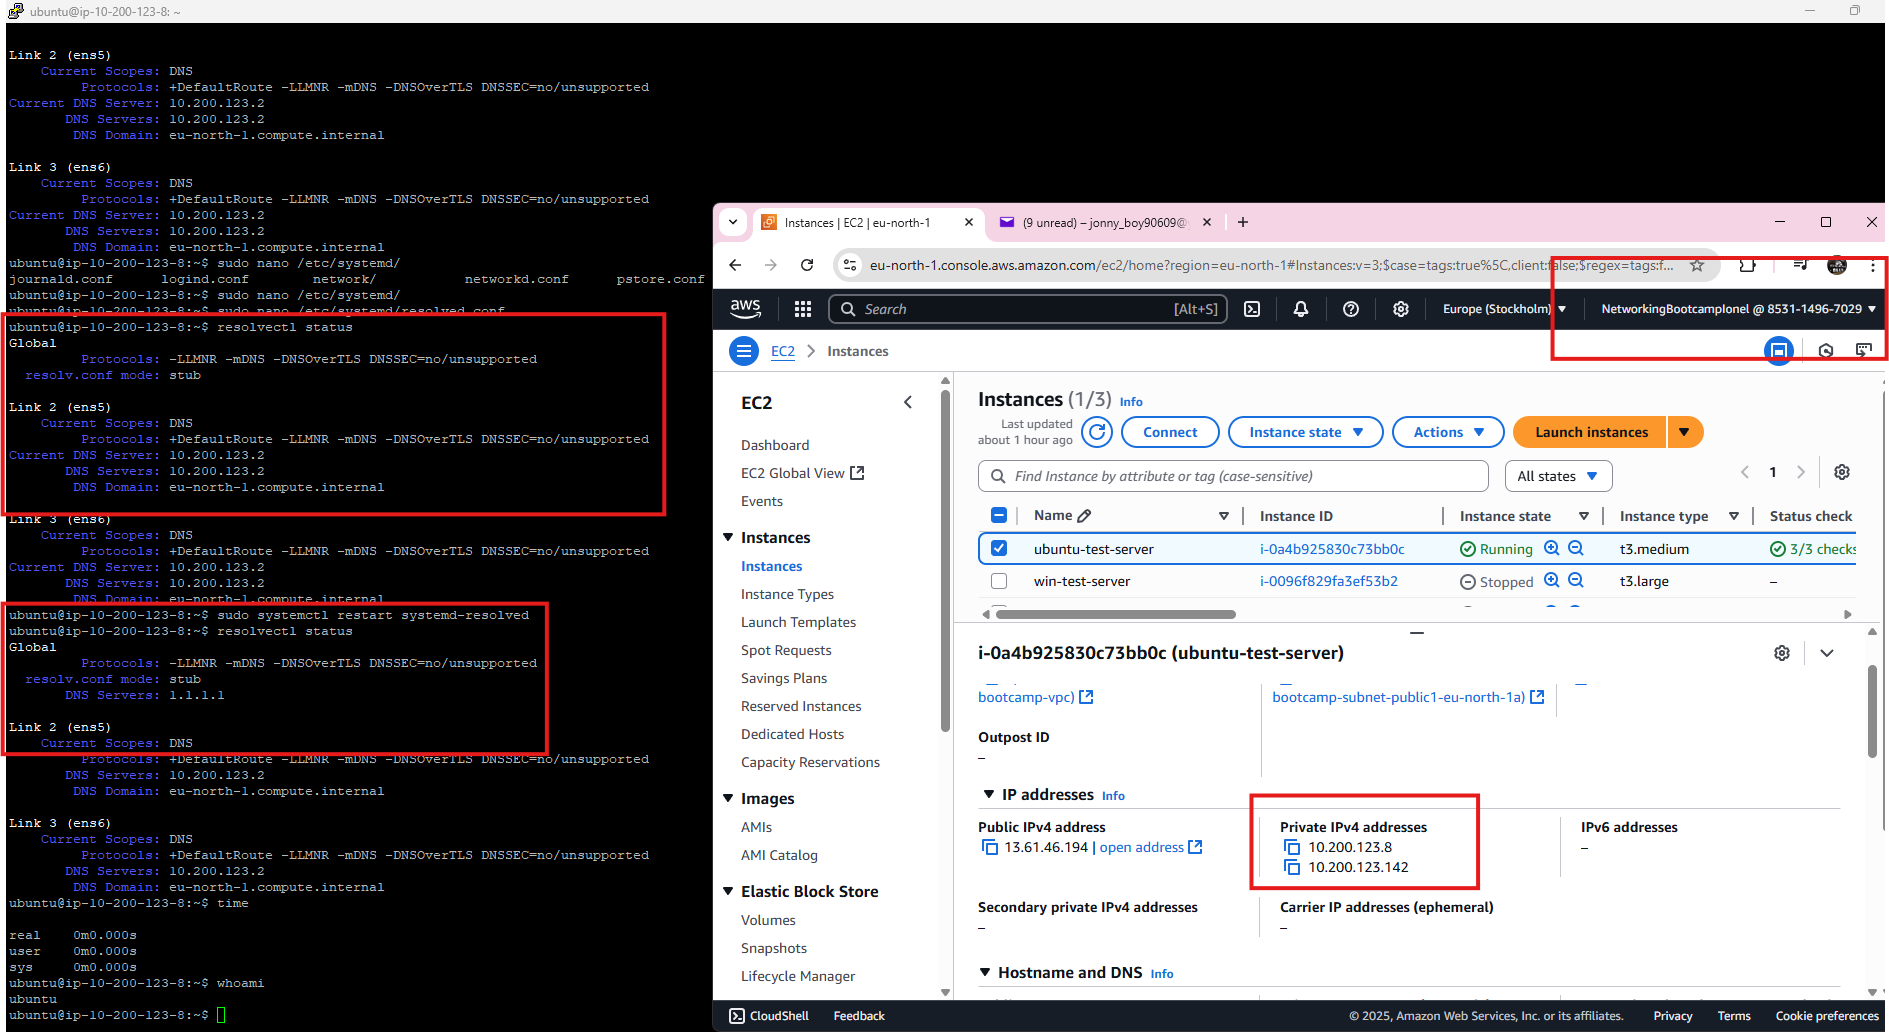 ubuntu@ip-10-200-123-8: ~
Link 2 (ens5)
Current Scopes: DNS
Protocols: +DefaultRoute -LLMNR -mDNS -DNSOverTLS DNSSEC=no/unsupported
Current DNS Server: 10.200.123.2
DNS Servers: 10.200.123.2
DNS Domain: eu-north-1.compute.internal
Link 3 (ens6)
Current Scopes: DNS
Protocols: +DefaultRoute -LLMNR -mDNS -DNSOverTLS DNSSEC=no/unsupported
Current DNS Server: 10.200.123.2
DNS Servers: 10.200.123.2
DNS Domain: eu-north-1.compute.internal
ubuntu@ip-10-200-123-8:~$ sudo nano /etc/systemd/
journald.conf logind.conf network/ networkd.conf pstore.conf
ubuntu@ip-10-200-123-8:~$ sudo nano /etc/systemd/
ubuntu@ip-10-200-123-8:~$ sudo nano /etc/systemd/resolved.conf
ubuntu@ip-10-200-123-8:~$ resolvectl status
Global
Protocols: -LLMNR -mDNS -DNSOverTLS DNSSEC=no/unsupported
resolv.conf mode: stub
Link 2 (ens5)
Current Scopes: DNS
Protocols: +DefaultRoute -LLMNR -mDNS -DNSOverTLS DNSSEC=no/unsupported
Current DNS Server: 10.200.123.2
DNS Servers: 10.200.123.2
DNS Domain: eu-north-1.compute.internal
Link 3 (ens6)
Current Scopes: DNS
Protocols: +DefaultRoute -LLMNR -mDNS -DNSOverTLS DNSSEC=no/unsupported
Current DNS Server: 10.200.123.2
DNS Servers: 10.200.123.2
DNS Domain: eu-north-1.compute.internal
ubuntu@ip-10-200-123-8:~$ sudo systemctl restart systemd-resolved
ubuntu@ip-10-200-123-8:~$ resolvectl status
Global
Protocols: -LLMNR -mDNS -DNSOverTLS DNSSEC=no/unsupported
resolv.conf mode: stub
DNS Servers: 1.1.1.1
Link 2 (ens5)
Current Scopes: DNS
Protocols: +DefaultRoute -LLMNR -mDNS -DNSOverTLS DNSSEC=no/unsupported
DNS Servers: 10.200.123.2
DNS Domain: eu-north-1.compute.internal
Link 3 (ens6)
Current Scopes: DNS
Protocols: +DefaultRoute -LLMNR -mDNS -DNSOverTLS DNSSEC=no/unsupported
DNS Servers: 10.200.123.2
DNS Domain: eu-north-1.compute.internal
ubuntu@ip-10-200-123-8:~$ time
real 0m0.000s
user 0m0.000s
sys 0m0.000s
ubuntu@ip-10-200-123-8:~$ whoami
ubuntu
ubuntu@ip-10-200-123-8:~$
Instances | EC2 | eu-north-1
(9 unread) – jonny_boy90609@
eu-north-1.console.aws.amazon.com/ec2/home?region=eu-north-1#Instances:v=3;$case=tags:true%5C,client:false;$regex=tags:f...
aws
Search [Alt+S]
Europe (Stockholm)
NetworkingBootcampIonel @ 8531-1496-7029
EC2 Instances
EC2
Dashboard
EC2 Global View
Events
Instances
Instances
Instance Types
Launch Templates
Spot Requests
Savings Plans
Reserved Instances
Dedicated Hosts
Capacity Reservations
Images
AMIs
AMI Catalog
Elastic Block Store
Volumes
Snapshots
Lifecycle Manager
Instances (1/3) Info
Last updated
about 1 hour ago
Connect
Instance state
Actions
Launch instances
Find Instance by attribute or tag (case-sensitive)
All states
1
Name Instance ID Instance state Instance type Status check
ubuntu-test-server i-0a4b925830c73bb0c Running t3.medium 3/3 checks
win-test-server i-0096f829fa3ef53b2 Stopped t3.large –
i-0a4b925830c73bb0c (ubuntu-test-server)
bootcamp-vpc)
bootcamp-subnet-public1-eu-north-1a)
Outpost ID
–
IP addresses Info
Public IPv4 address
13.61.46.194 | open address
Private IPv4 addresses
10.200.123.8
10.200.123.142
IPv6 addresses
–
Secondary private IPv4 addresses
–
Carrier IP addresses (ephemeral)
–
Hostname and DNS Info
CloudShell Feedback
© 2025, Amazon Web Services, Inc. or its affiliates. Privacy Terms Cookie preferences